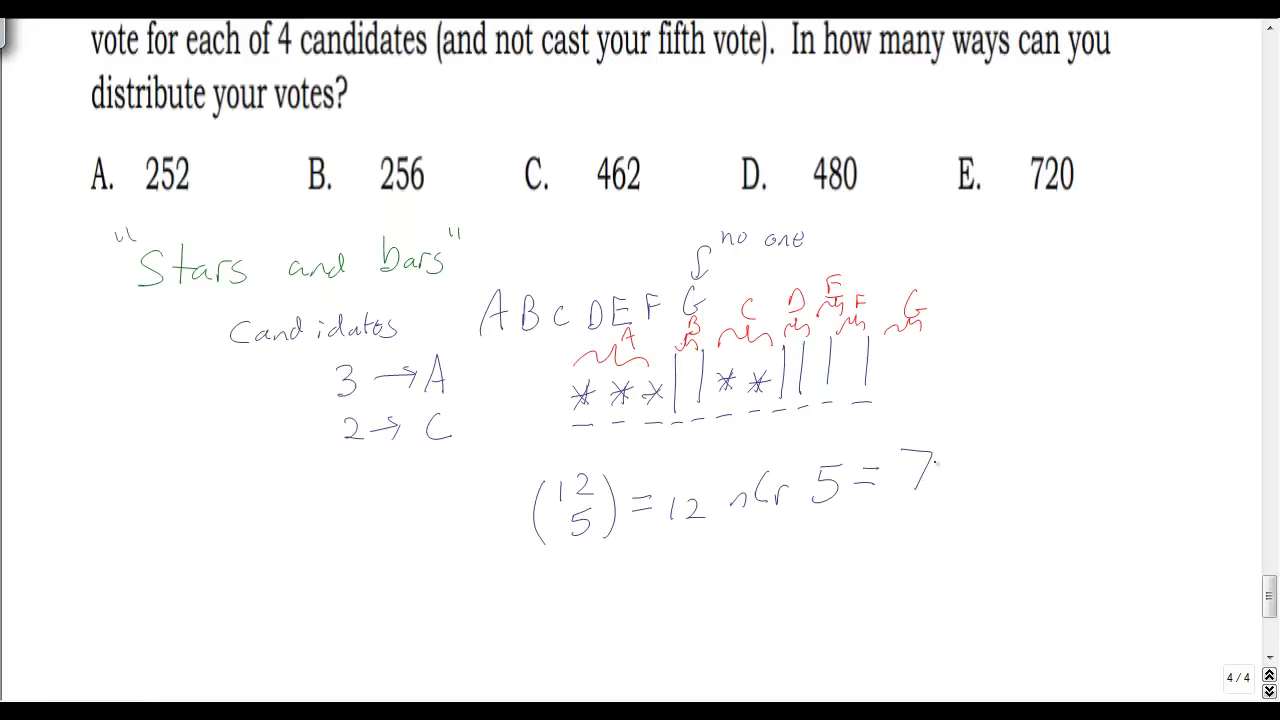 vote for each of 4 candidates (and not cast your fifth vote). In how many ways can you
distribute your votes?
A. 252 B. 256 C. 462 D. 480 E. 720
"Stars and bars"
no one
Candidates A B C D E F G
A B C D E F G
3 → A * * * | | * * | | | |
2 → C
(12 5) = 12 nCr 5 = 7
4 / 4